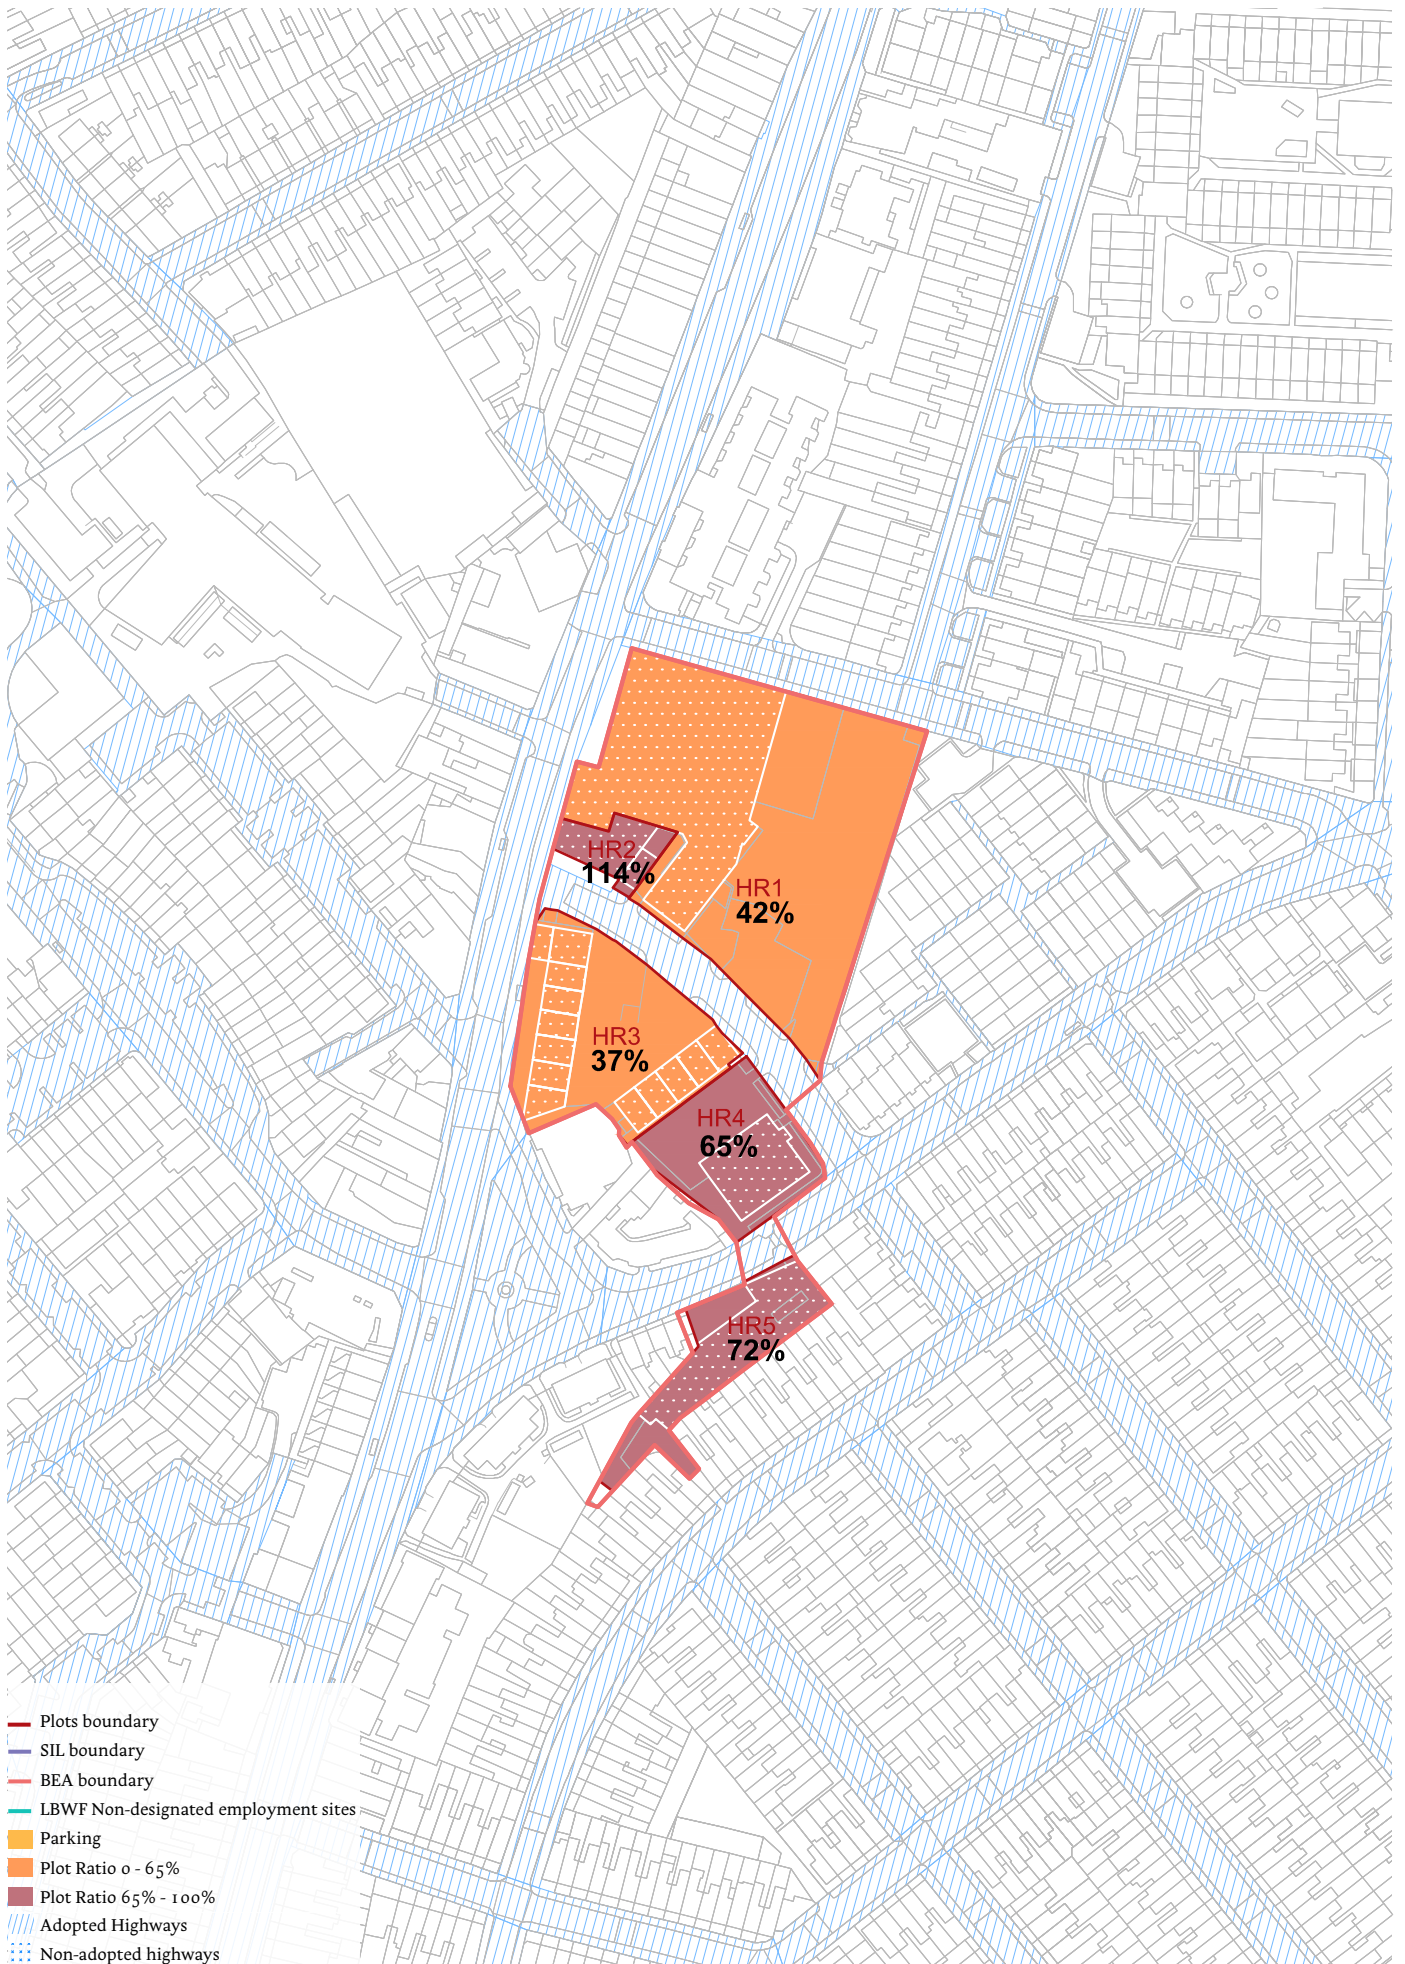 HR2
114%
HR1
42%
HR3
37%
HR4
65%
HR5
72%
Plots boundary
SIL boundary
BEA boundary
LBWF Non-designated employment sites
Parking
Plot Ratio 0 - 65%
Plot Ratio 65% - 100%
Adopted Highways
Non-adopted highways